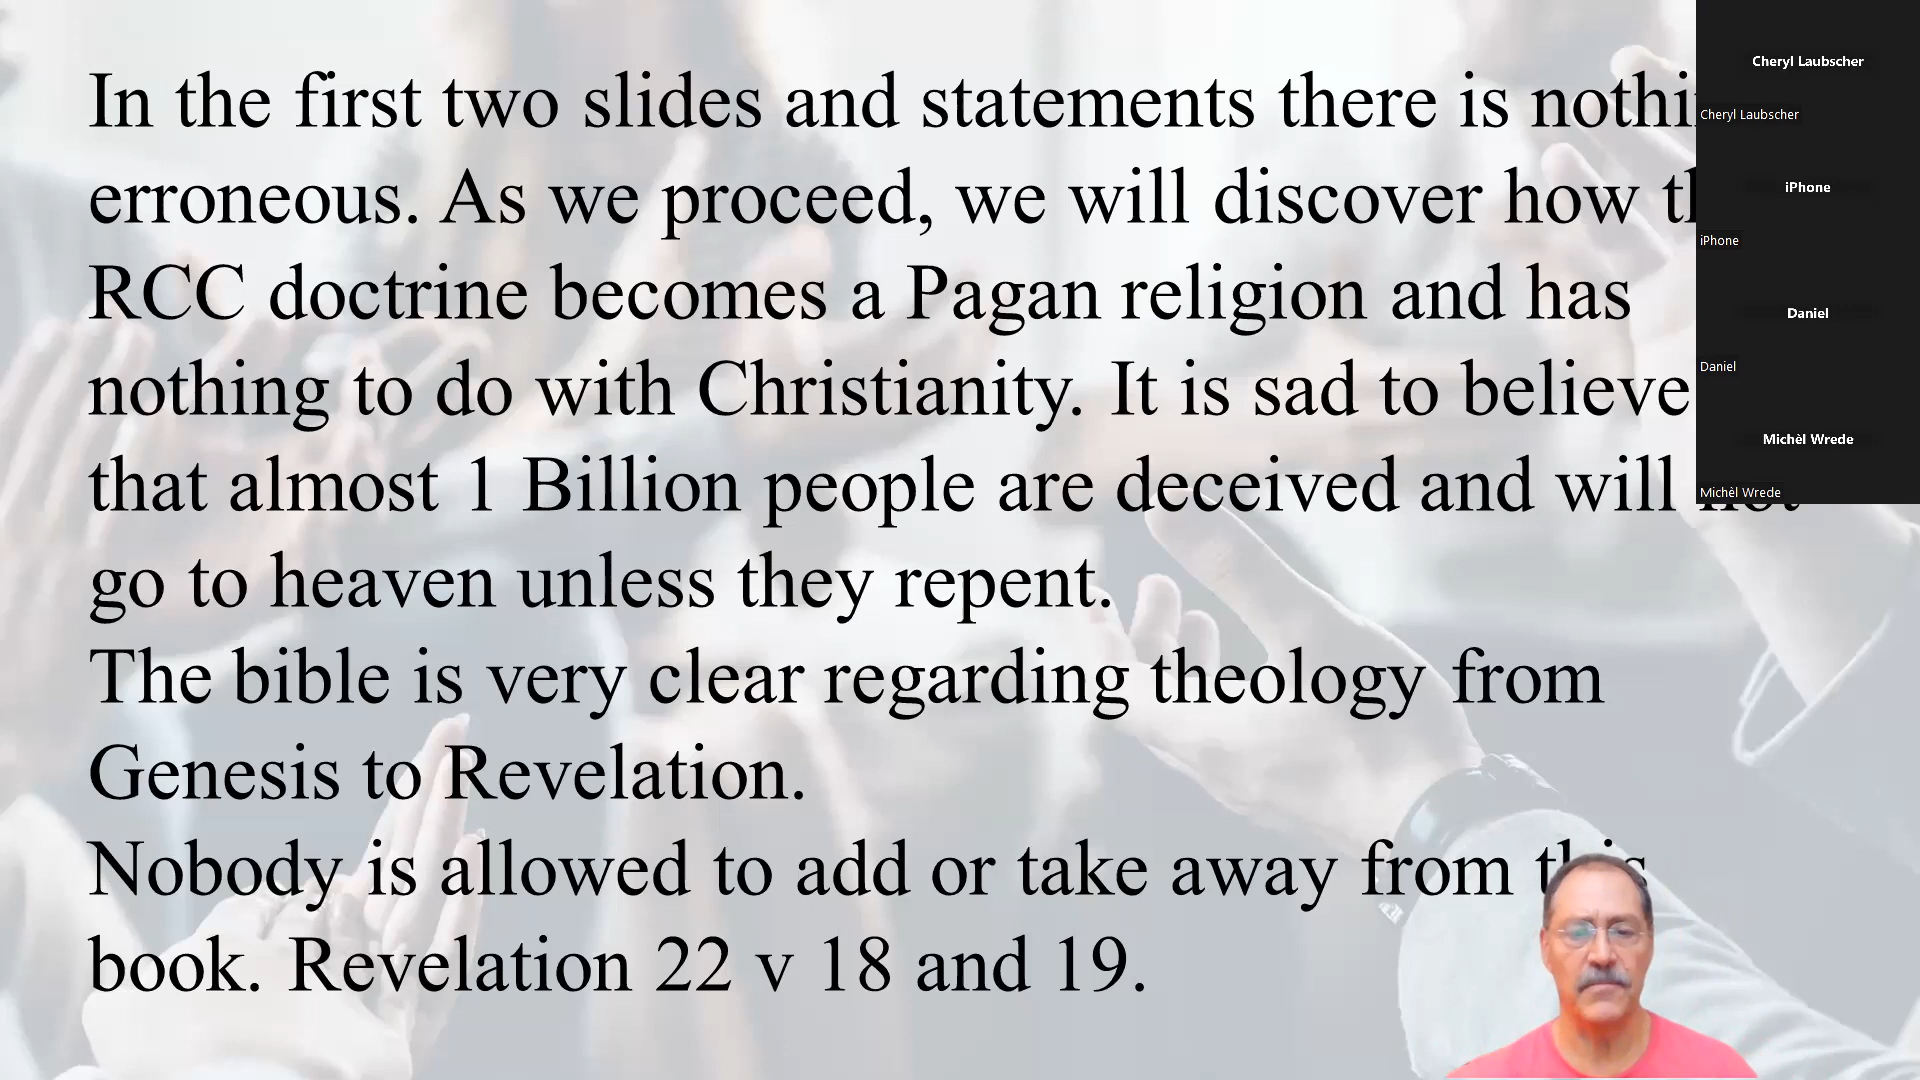 In the first two slides and statements there is
erroneous. As we proceed, we will discover how
RCC doctrine becomes a Pagan religion and has
nothing to do with Christianity. It is sad to believe
that almost 1 Billion people are deceived and will not
go to heaven unless they repent.
The bible is very clear regarding theology from
Genesis to Revelation.
Nobody is allowed to add or take away from this
book. Revelation 22 v 18 and 19.
Cheryl Laubscher
Cheryl Laubscher
iPhone
iPhone
Daniel
Daniel
Michèl Wrede
Michèl Wrede